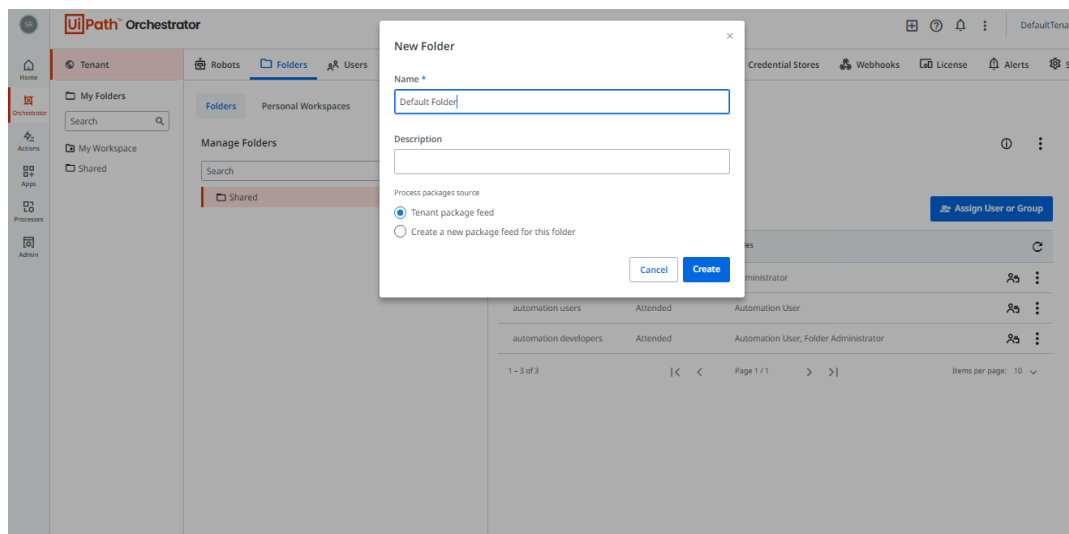 SR
UiPath™ Orchestrator
DefaultTena
Home
Orchestrator
Actions
Apps
Processes
Admin
Tenant
My Folders
Search
My Workspace
Shared
Robots
Folders
Users
Credential Stores
Webhooks
License
Alerts
S
Folders
Personal Workspaces
Manage Folders
Search
Shared
New Folder
Name *
Default Folder
Description
Process packages source
Tenant package feed
Create a new package feed for this folder
Cancel
Create
Assign User or Group
les
ministrator
automation users
Attended
Automation User
automation developers
Attended
Automation User, Folder Administrator
1 – 3 of 3
Page 1 / 1
Items per page: 10